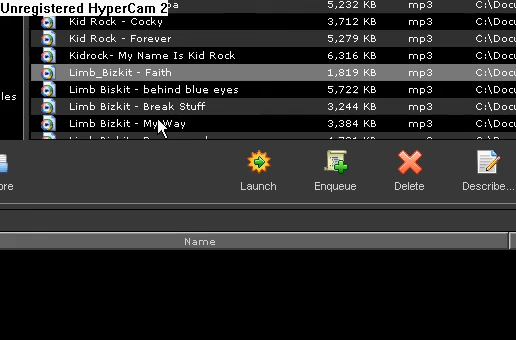 Unregistered HyperCam 2
5,232 KB mp3 C:\Docu
Kid Rock - Cocky 3,712 KB mp3 C:\Docu
Kid Rock - Forever 5,279 KB mp3 C:\Docu
Kidrock- My Name Is Kid Rock 6,316 KB mp3 C:\Docu
Limb_Bizkit - Faith 1,819 KB mp3 C:\Docu
Limb Biskit - behind blue eyes 5,722 KB mp3 C:\Docu
les
Limb Bizkit - Break Stuff 3,244 KB mp3 C:\Docu
Limb Bizkit - My Way 3,384 KB mp3 C:\Docu
ore Launch Enqueue Delete Describe...
Name